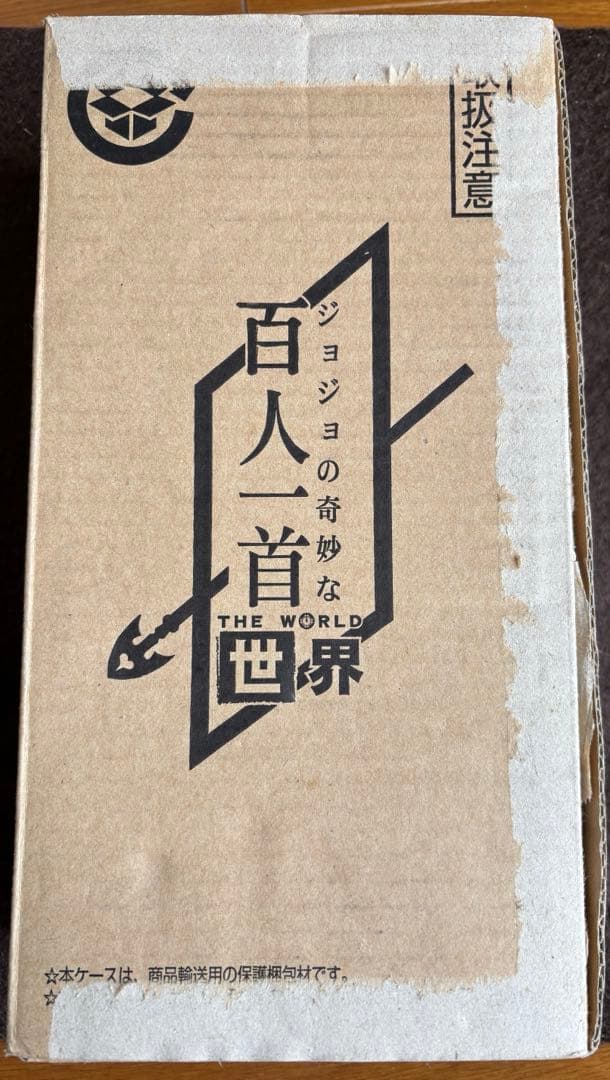 取扱注意
ジョジョの奇妙な
百人一首
THE WORLD
世界
☆本ケースは、商品輸送用の保護梱包材です。
☆